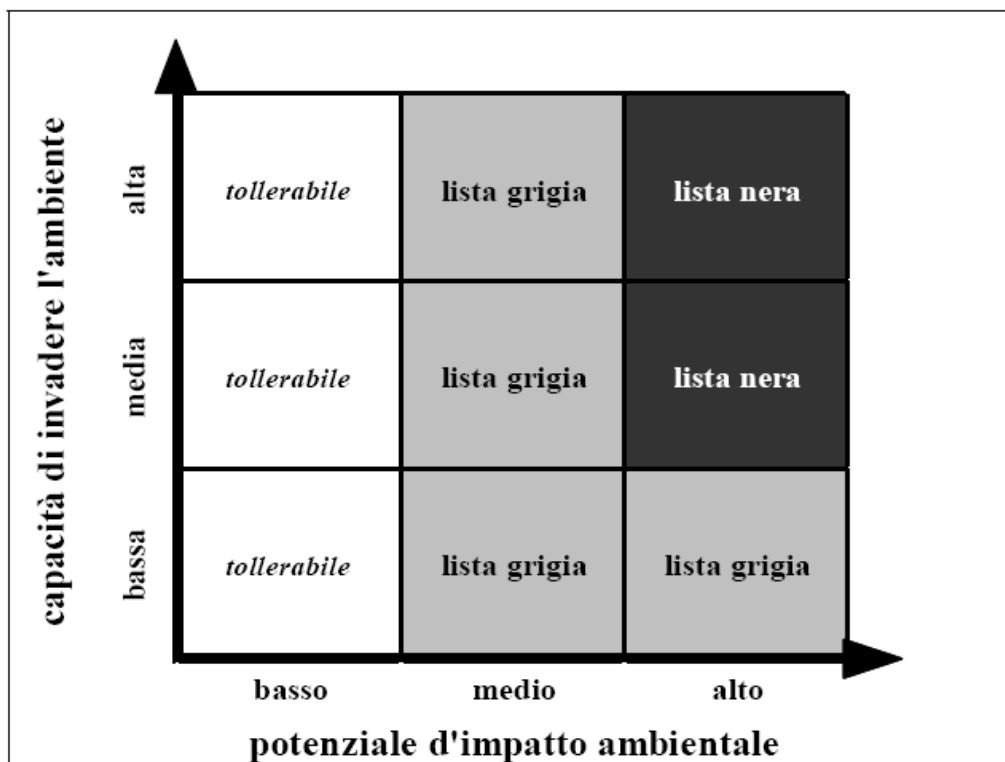 capacità di invadere l'ambiente
alta
tollerabile
lista grigia
lista nera
media
tollerabile
lista grigia
lista nera
bassa
tollerabile
lista grigia
lista grigia
basso
medio
alto
potenziale d'impatto ambientale